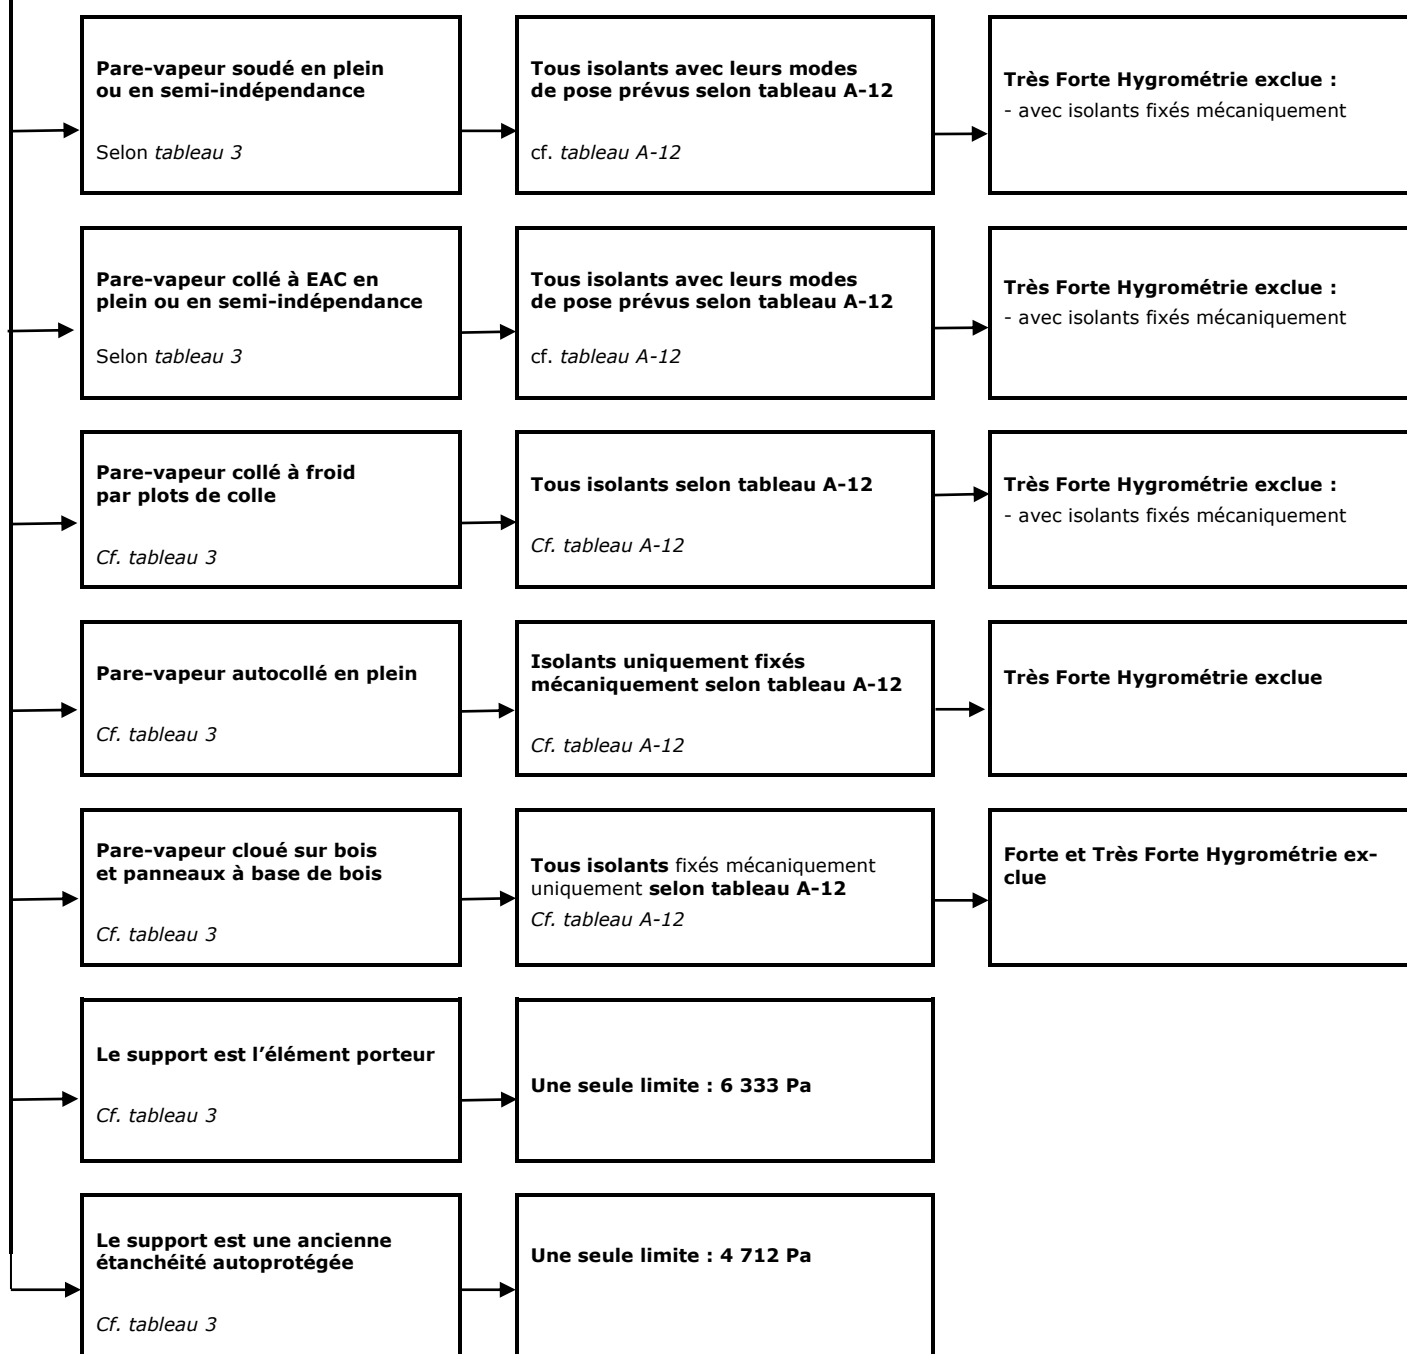 Pare-vapeur soudé en plein
ou en semi-indépendance
Selon tableau 3
Tous isolants avec leurs modes
de pose prévus selon tableau A-12
cf. tableau A-12
Très Forte Hygrométrie exclue :
- avec isolants fixés mécaniquement
Pare-vapeur collé à EAC en
plein ou en semi-indépendance
Selon tableau 3
Tous isolants avec leurs modes
de pose prévus selon tableau A-12
cf. tableau A-12
Très Forte Hygrométrie exclue :
- avec isolants fixés mécaniquement
Pare-vapeur collé à froid
par plots de colle
Cf. tableau 3
Tous isolants selon tableau A-12
Cf. tableau A-12
Très Forte Hygrométrie exclue :
- avec isolants fixés mécaniquement
Pare-vapeur autocollé en plein
Cf. tableau 3
Isolants uniquement fixés
mécaniquement selon tableau A-12
Cf. tableau A-12
Très Forte Hygrométrie exclue
Pare-vapeur cloué sur bois
et panneaux à base de bois
Cf. tableau 3
Tous isolants fixés mécaniquement
uniquement selon tableau A-12
Cf. tableau A-12
Forte et Très Forte Hygrométrie ex-
clue
Le support est l’élément porteur
Cf. tableau 3
Une seule limite : 6 333 Pa
Le support est une ancienne
étanchéité autoprotégée
Cf. tableau 3
Une seule limite : 4 712 Pa